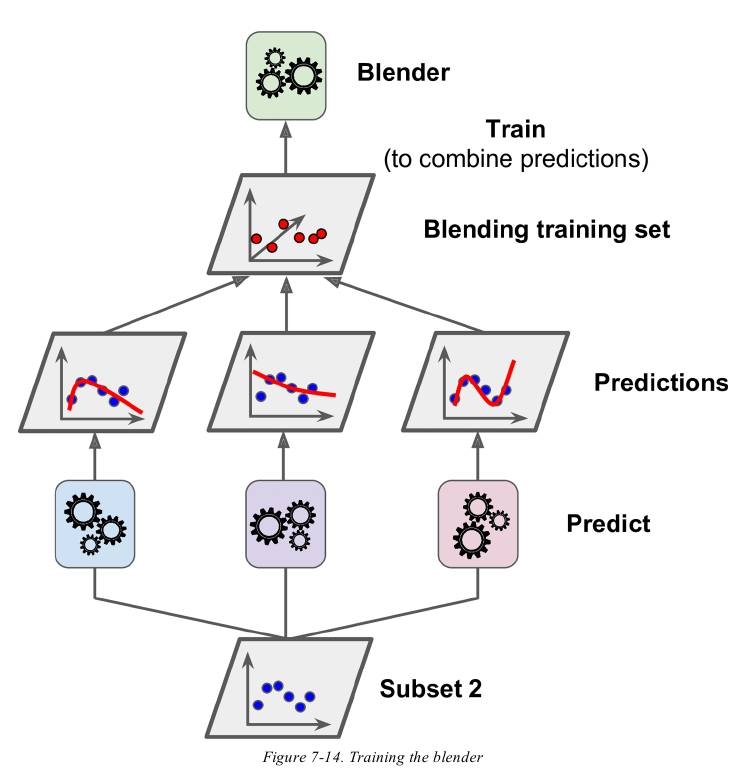 Blender
Train
(to combine predictions)
Blending training set
Predictions
Predict
Subset 2
Figure 7-14. Training the blender